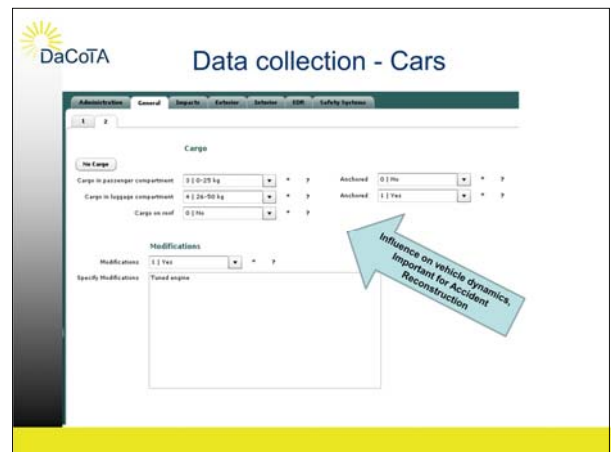 DaCoTA
Data collection - Cars
Administrative General Impacts Exterior Interior EDR Safety Systems
1 2
Cargo
No Cargo
Cargo in passenger compartment 3 | 0-25 kg * ? Anchored 0 | No * ?
Cargo in luggage compartment 4 | 26-50 kg * ? Anchored 1 | Yes * ?
Cargo on roof 0 | No * ?
Modifications
Modifications 1 | Yes * ?
Specify Modifications Tuned engine
Influence on vehicle dynamics,
Important for Accident
Reconstruction